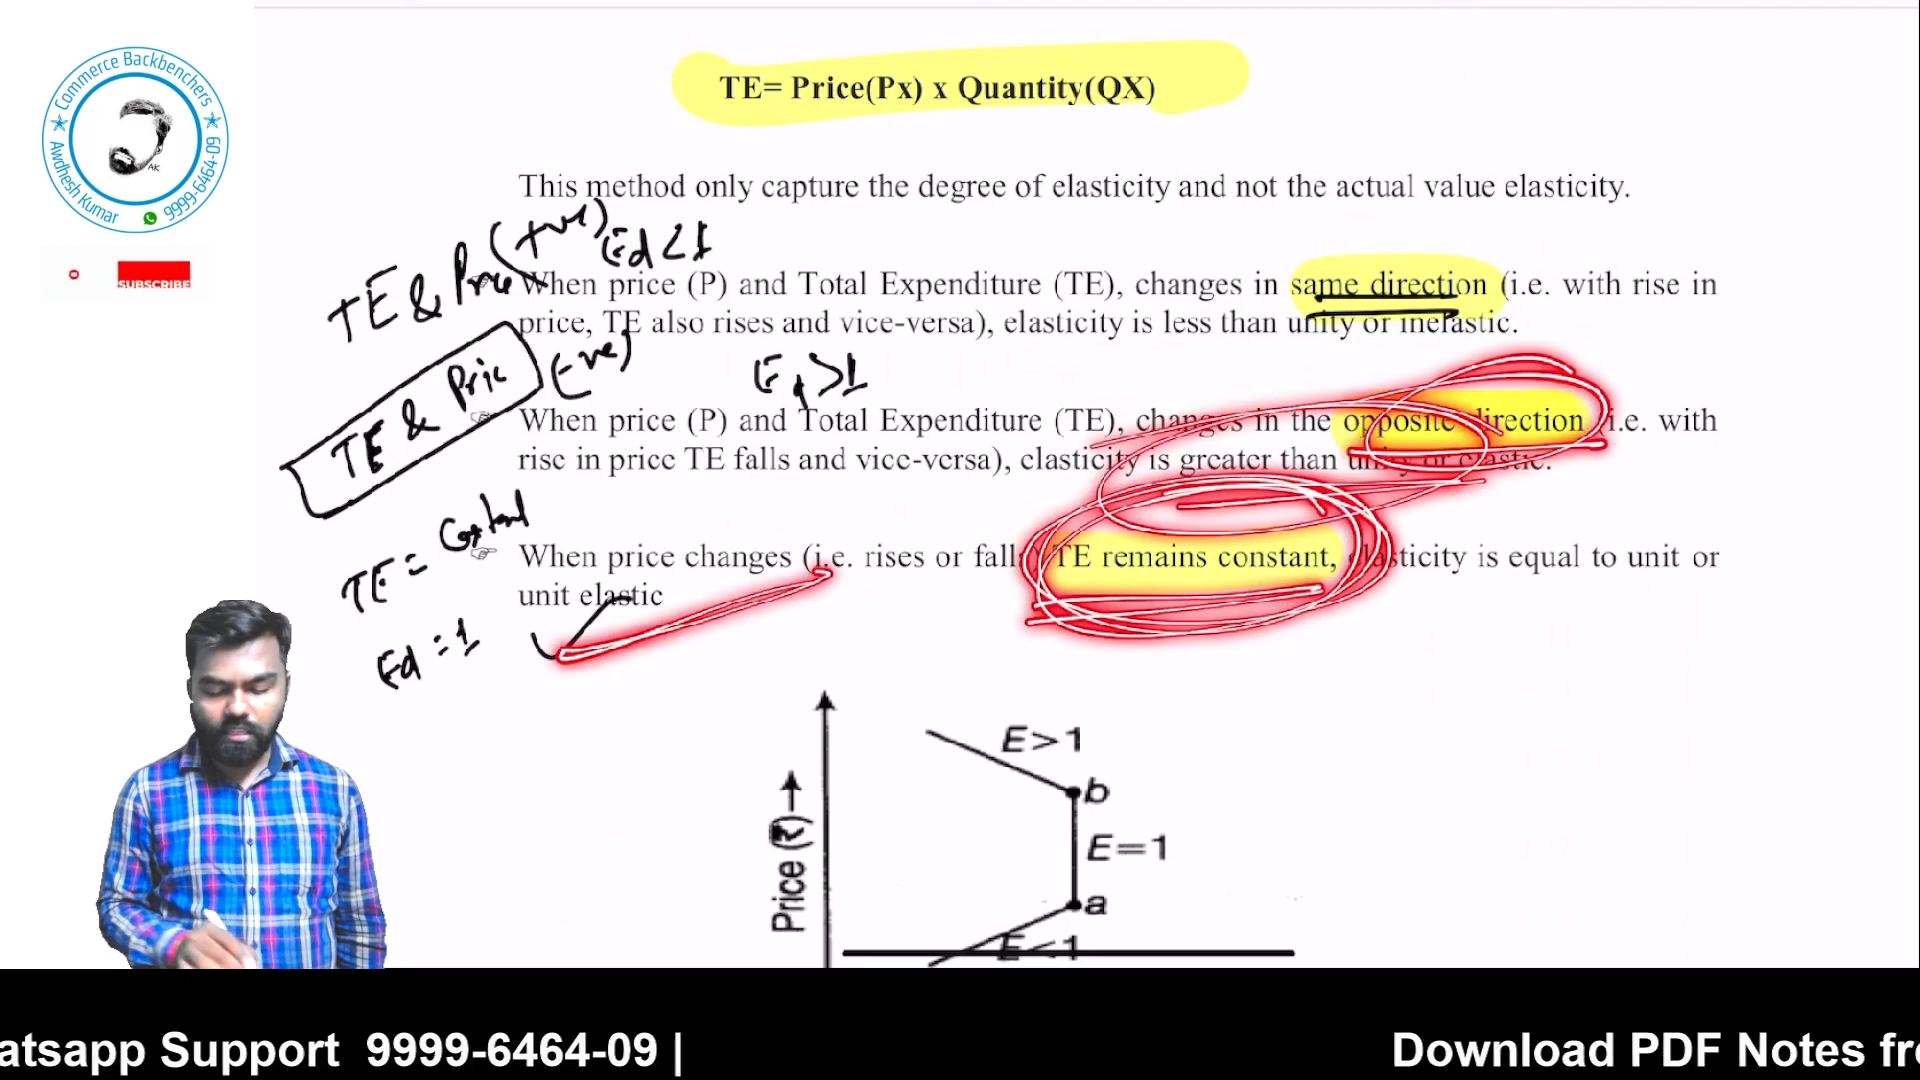 TE= Price(Px) x Quantity(QX)
Commerce Backbenchers
Awdhesh Kumar
9999-6464-09
AK
SUBSCRIBE
This method only capture the degree of elasticity and not the actual value elasticity.
TE & Price (+ve)
Ed < 1
When price (P) and Total Expenditure (TE), changes in same direction (i.e. with rise in
price, TE also rises and vice-versa), elasticity is less than unity or inelastic.
TE & Pric (-ve)
Ed >1
When price (P) and Total Expenditure (TE), changes in the opposite direction (i.e. with
rise in price TE falls and vice-versa), elasticity is greater than unity or elastic.
TE =
When price changes (i.e. rises or fall TE remains constant, elasticity is equal to unit or
unit elastic
Ed = 1
E>1
b
E=1
a
E<1
Price (₹)
atsapp Support 9999-6464-09 |
Download PDF Notes fr